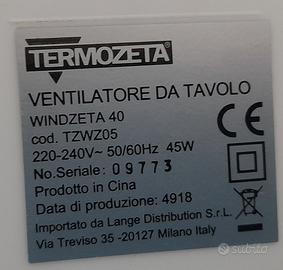 TERMOZETA
VENTILATORE DA TAVOLO
WINDZETA 40
cod. TZWZ05
220-240V~ 50/60Hz 45W
No.Seriale: 09773
Prodotto in Cina
Data di produzione: 4918
Importato da Lange Distribution S.r.l.
Via Treviso 35 -20127 Milano Italy
CE
subito